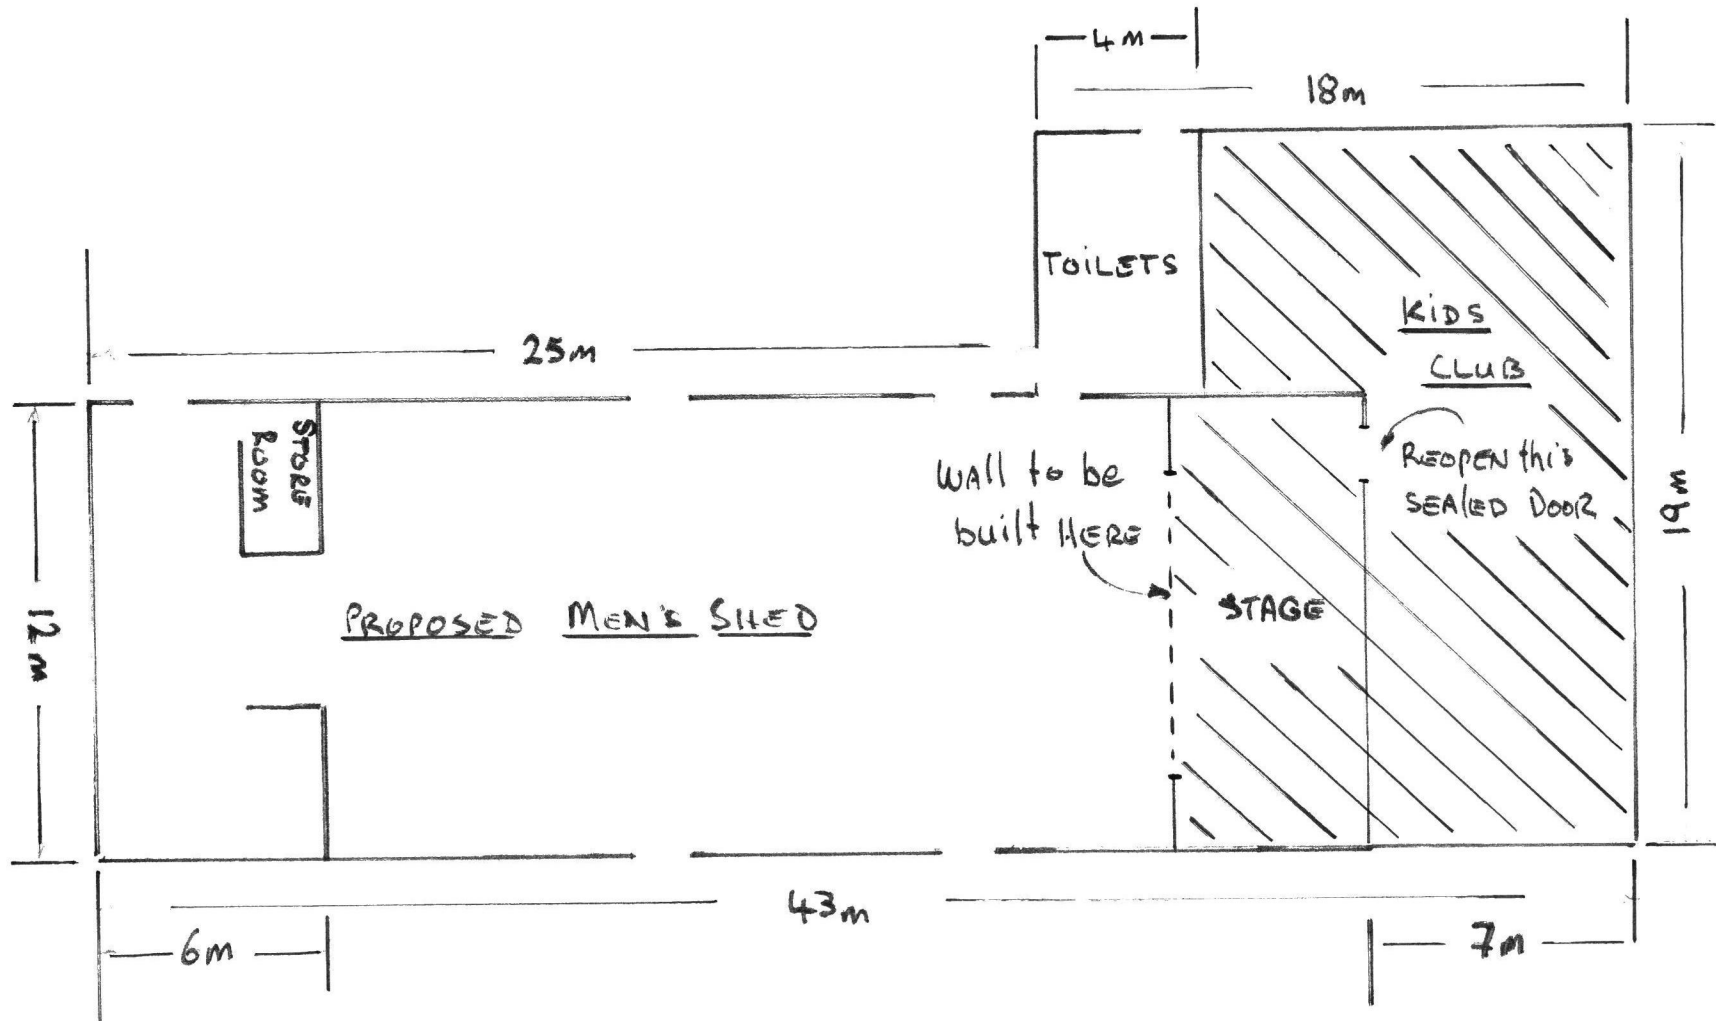 4m
18m
TOILETS
KIDS
CLUB
25m
STORE
ROOM
WALL to be
built HERE
REOPEN this
SEALED DOOR
19m
12m
PROPOSED MEN'S SHED
STAGE
43m
6m
7m